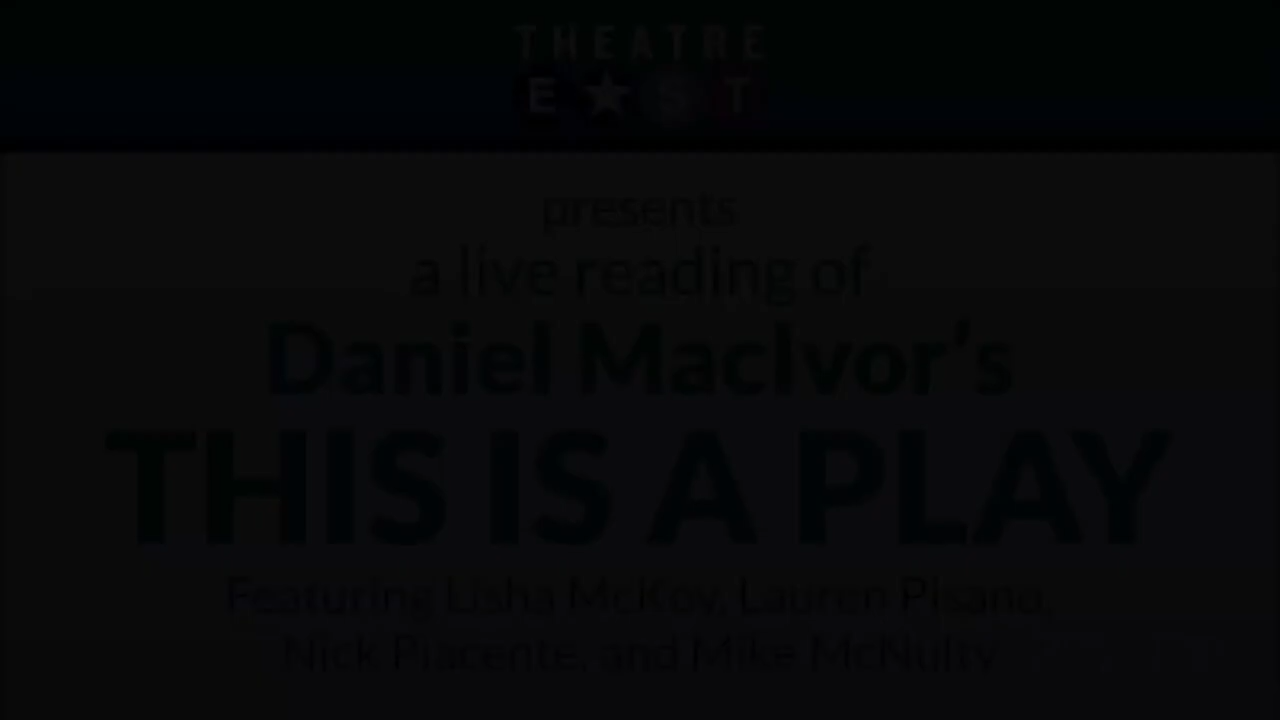 THEATRE
E★ST
presents
a live reading of
Daniel MacIvor's
THIS IS A PLAY
Featuring Lisha McKoy, Lauren Pisano,
Nick Piacente, and Mike McNulty